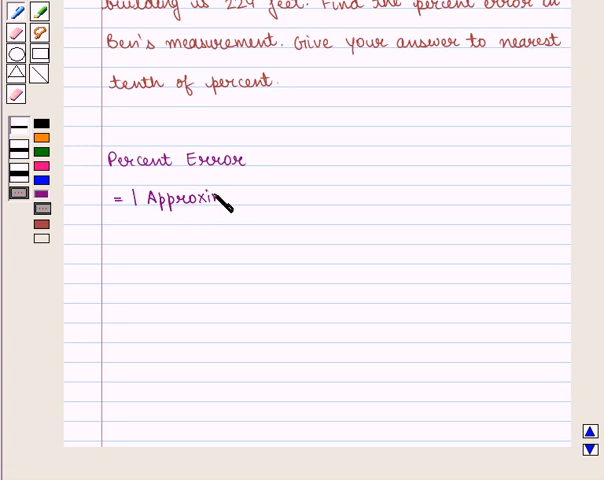 building is 224 feet. Find the percent error in
Ben's measurement. Give your answer to nearest
tenth of percent.
Percent Error
= | Approxi